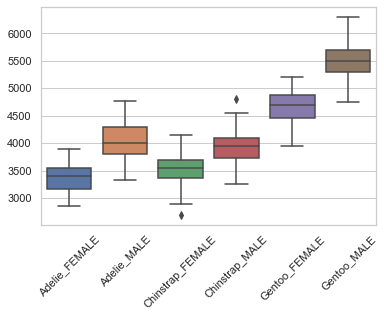 6000
5500
5000
4500
4000
3500
3000
Adelie_FEMALE
Adelie_MALE
Chinstrap_FEMALE
Chinstrap_MALE
Gentoo_FEMALE
Gentoo_MALE